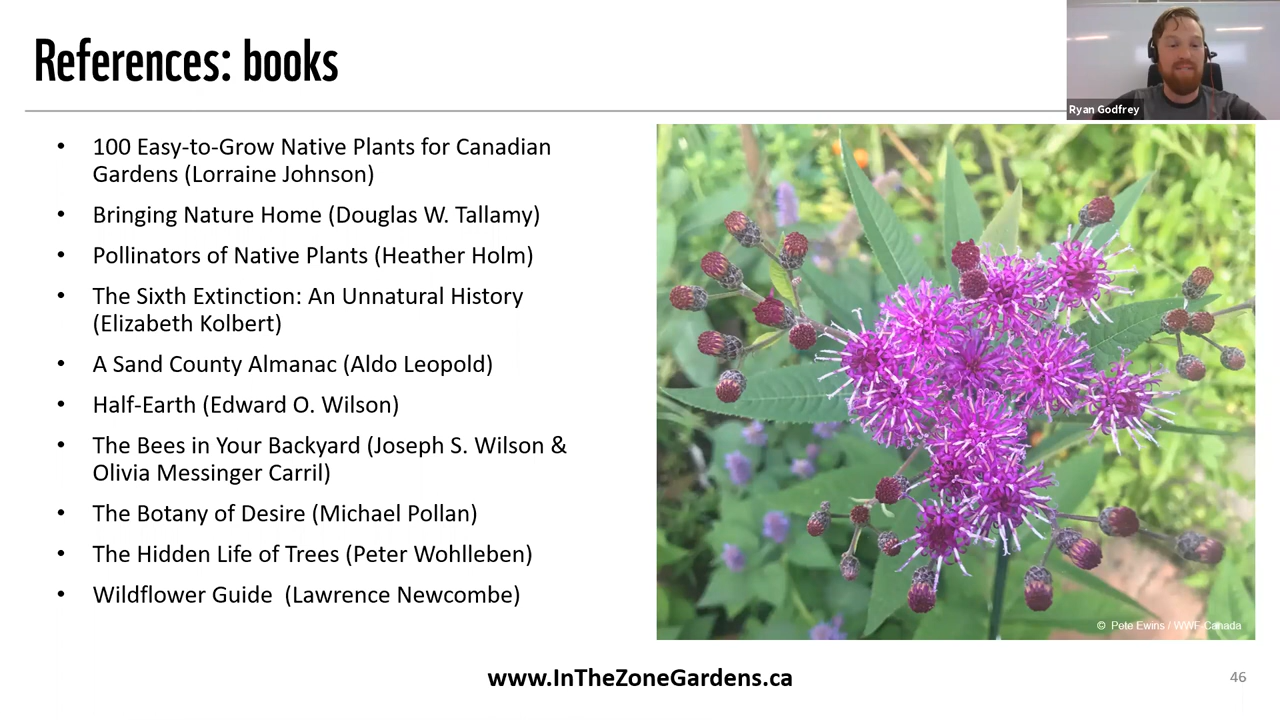 References: books
Ryan Godfrey
• 100 Easy-to-Grow Native Plants for Canadian
Gardens (Lorraine Johnson)
• Bringing Nature Home (Douglas W. Tallamy)
• Pollinators of Native Plants (Heather Holm)
• The Sixth Extinction: An Unnatural History
(Elizabeth Kolbert)
• A Sand County Almanac (Aldo Leopold)
• Half-Earth (Edward O. Wilson)
• The Bees in Your Backyard (Joseph S. Wilson &
Olivia Messinger Carril)
• The Botany of Desire (Michael Pollan)
• The Hidden Life of Trees (Peter Wohlleben)
• Wildflower Guide  (Lawrence Newcombe)
© Pete Ewins / WWF-Canada
www.InTheZoneGardens.ca
46